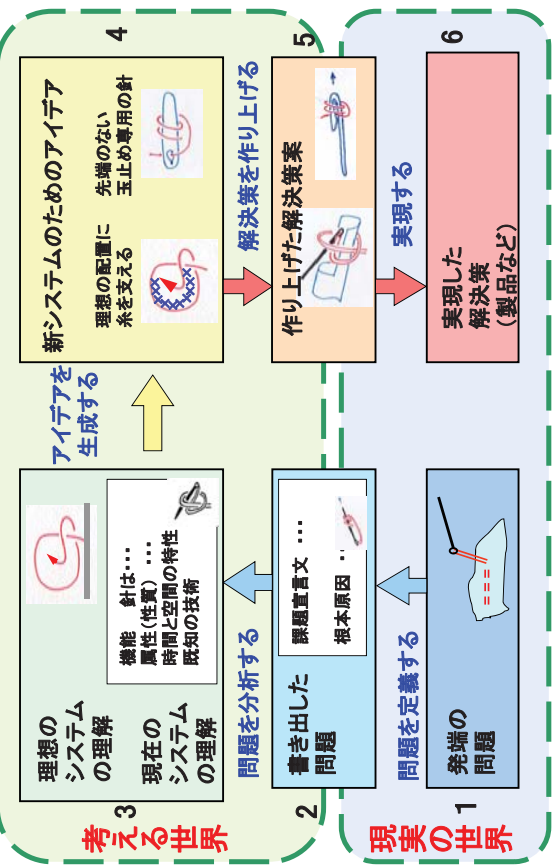 考える世界
現実の世界
1
発端の
問題
問題を定義する
2
書き出した
問題
課題宣言文 ・・・
根本原因 ・・
問題を分析する
3
理想の
システム
の理解
現在の
システム
の理解
機能　針は・・・
属性(性質) ・・・
時間と空間の特性
既知の技術
アイデアを
生成する
4
新システムのためのアイデア
理想の配置に
糸を支える
先端のない
玉止め専用の針
解決策を作り上げる
5
作り上げた解決策案
実現する
6
実現した
解決策
(製品など)